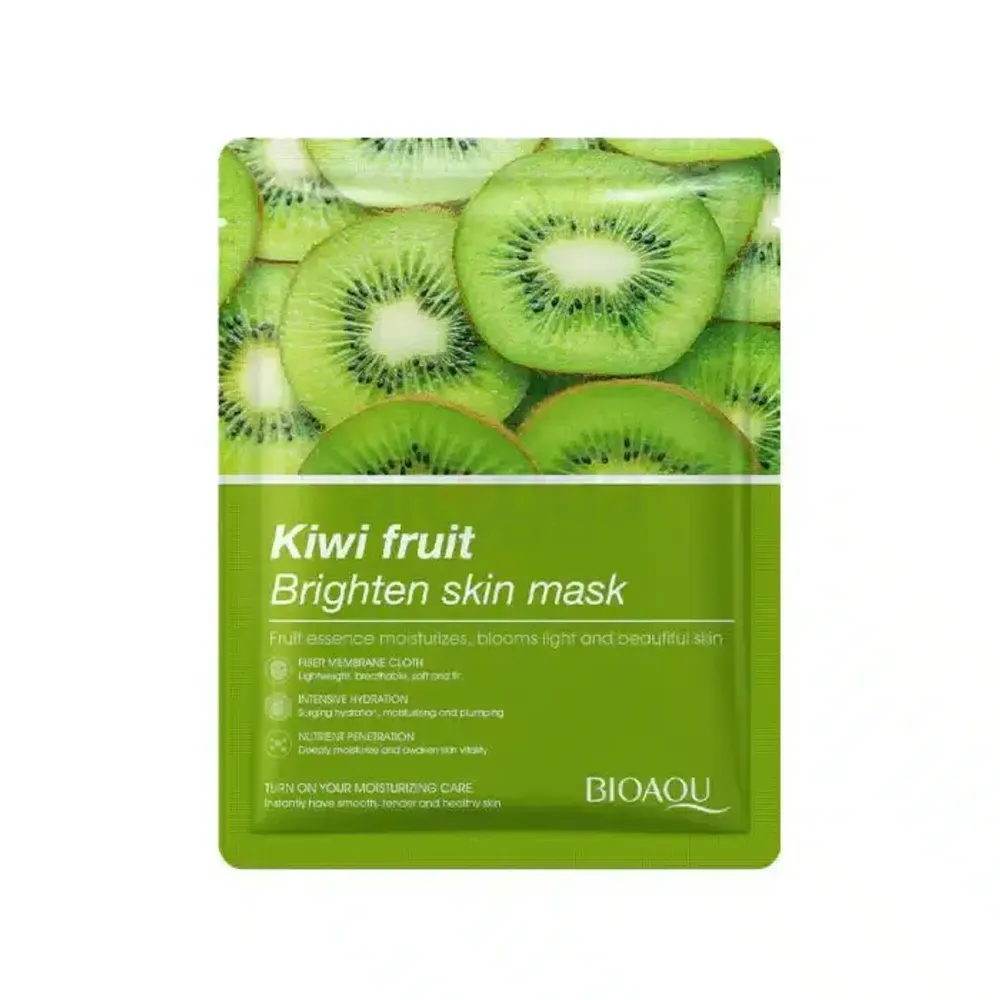 Kiwi fruit
Brighten skin mask
Fruit essence moisturizes, blooms light and beautiful skin
FIBER MEMBRANE CLOTH
Lightweight, breathable, soft and fit
INTENSIVE HYDRATION
Surging hydration, moisturising and plumping
NUTRIENT PENETRATION
Deeply moisturize and awaken skin vitality
TURN ON YOUR MOISTURIZING CARE
Instantly have smooth, tender and healthy skin
BIOAOU